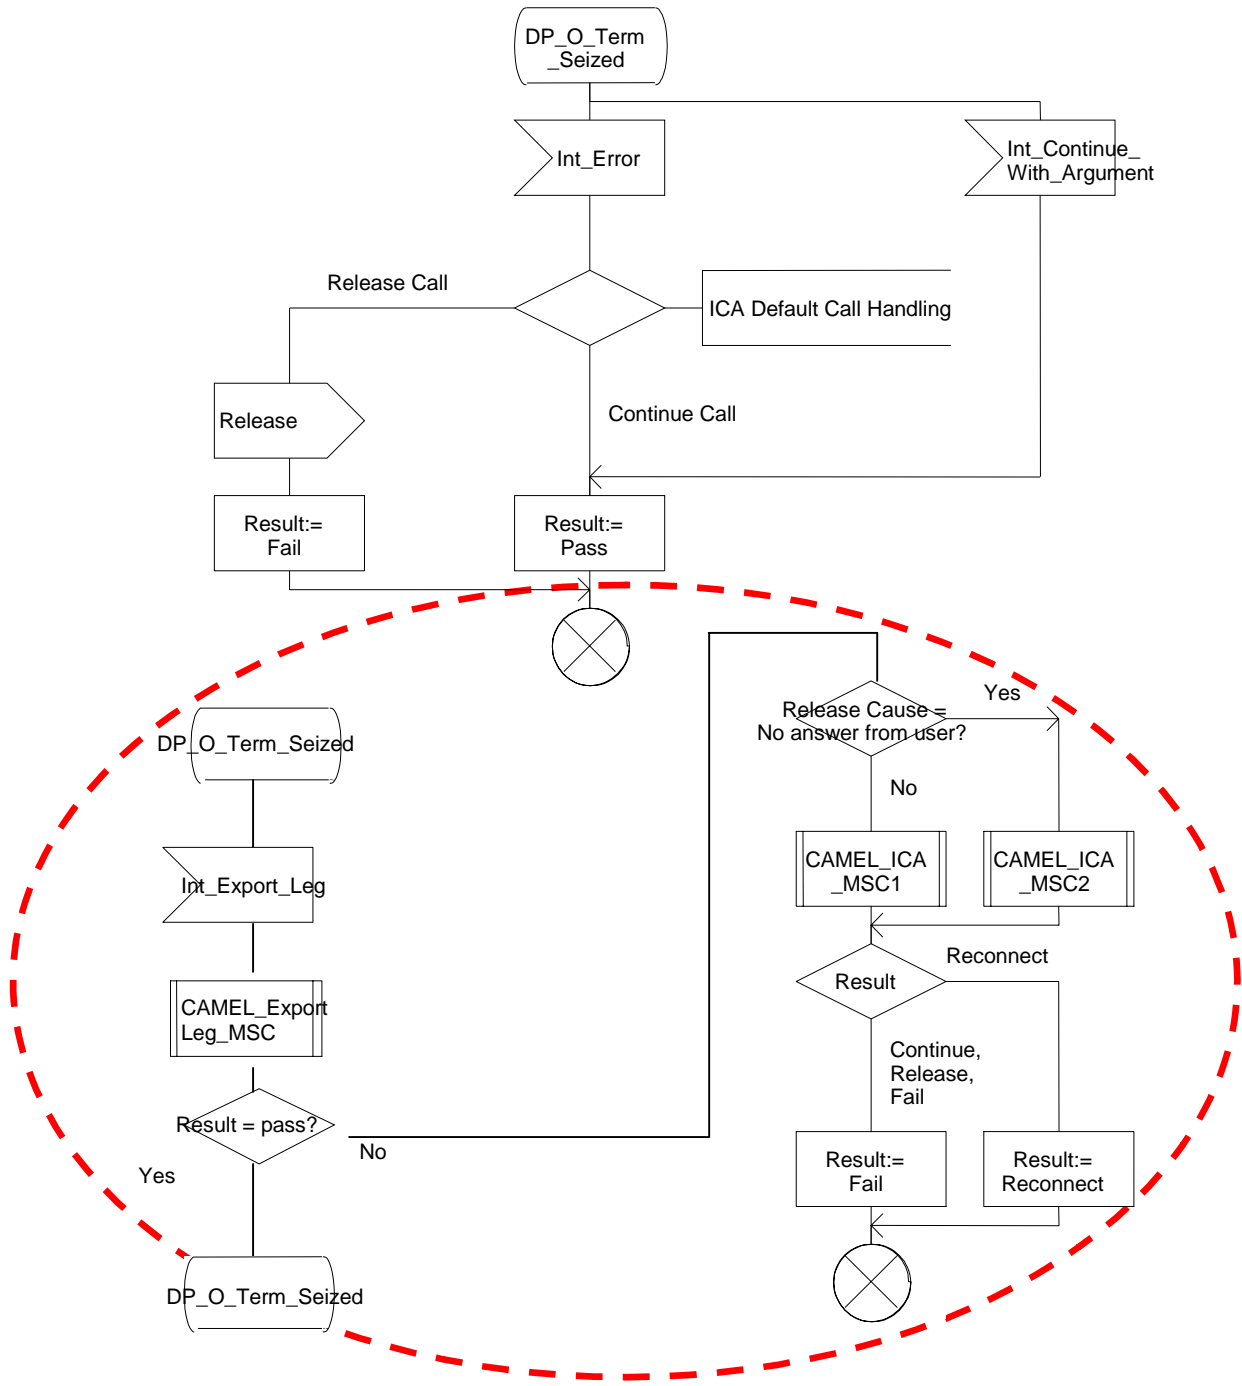 DP_O_Term
_Seized
Int_Error
Int_Continue_
With_Argument
Release Call
ICA Default Call Handling
Release
Continue Call
Result:=
Fail
Result:=
Pass
DP_O_Term_Seized
Int_Export_Leg
CAMEL_Export
Leg_MSC
Result = pass?
No
Yes
DP_O_Term_Seized
Release Cause =
No answer from user?
Yes
No
CAMEL_ICA
_MSC1
CAMEL_ICA
_MSC2
Result
Reconnect
Continue,
Release,
Fail
Result:=
Fail
Result:=
Reconnect